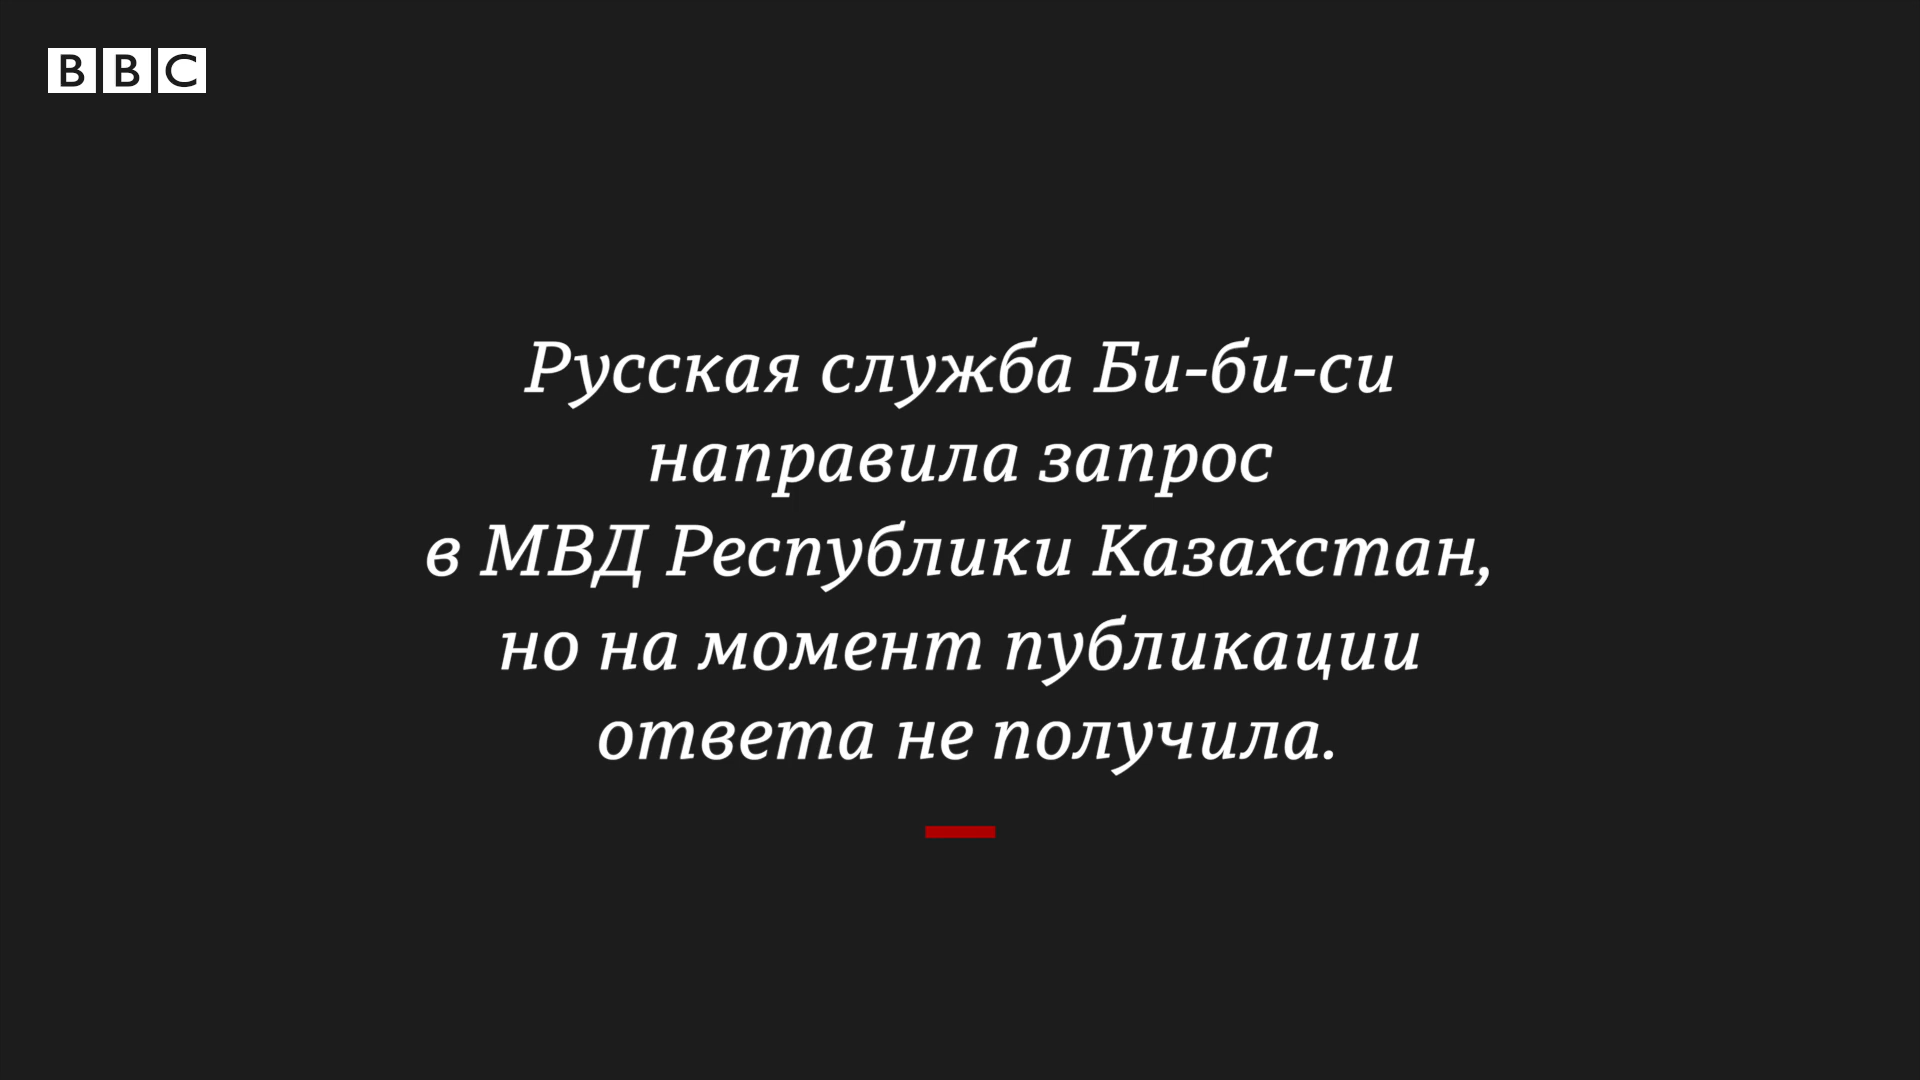 BBC
Русская служба Би-би-си
направила запрос
в МВД Республики Казахстан,
но на момент публикации
ответа не получила.